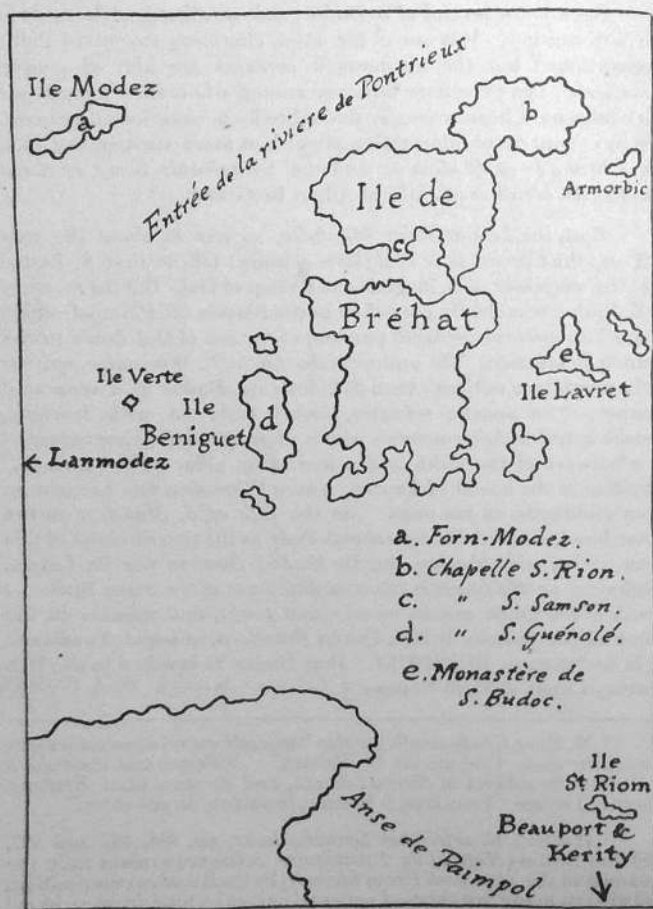 Ile Modez
a
Entrée de la rivière de Pontrieux
b
Armorbic
Ile de
c
Bréhat
e
Ile Lavret
Ile Verte
Ile
Beniguet
d
← Lanmodez
a. Forn-Modez.
b. Chapelle S. Rion.
c. " S. Samson.
d. " S. Guénolé.
e. Monastère de
S. Budoc.
Anse de Paimpol
Ile
St Riom
Beauport &
Kerity